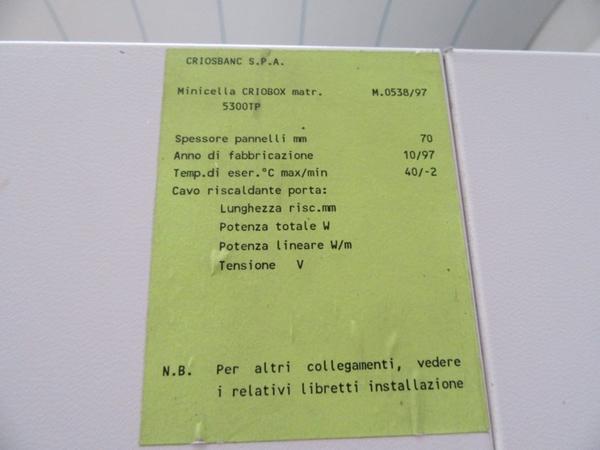 CRIOSBANC S.P.A.
Minicella CRIOBOX matr. M.0538/97
5300TP
Spessore pannelli mm 70
Anno di fabbricazione 10/97
Temp.di eser.°C max/min 40/-2
Cavo riscaldante porta:
Lunghezza risc.mm
Potenza totale W
Potenza lineare W/m
Tensione V
N.B. Per altri collegamenti, vedere
i relativi libretti installazione